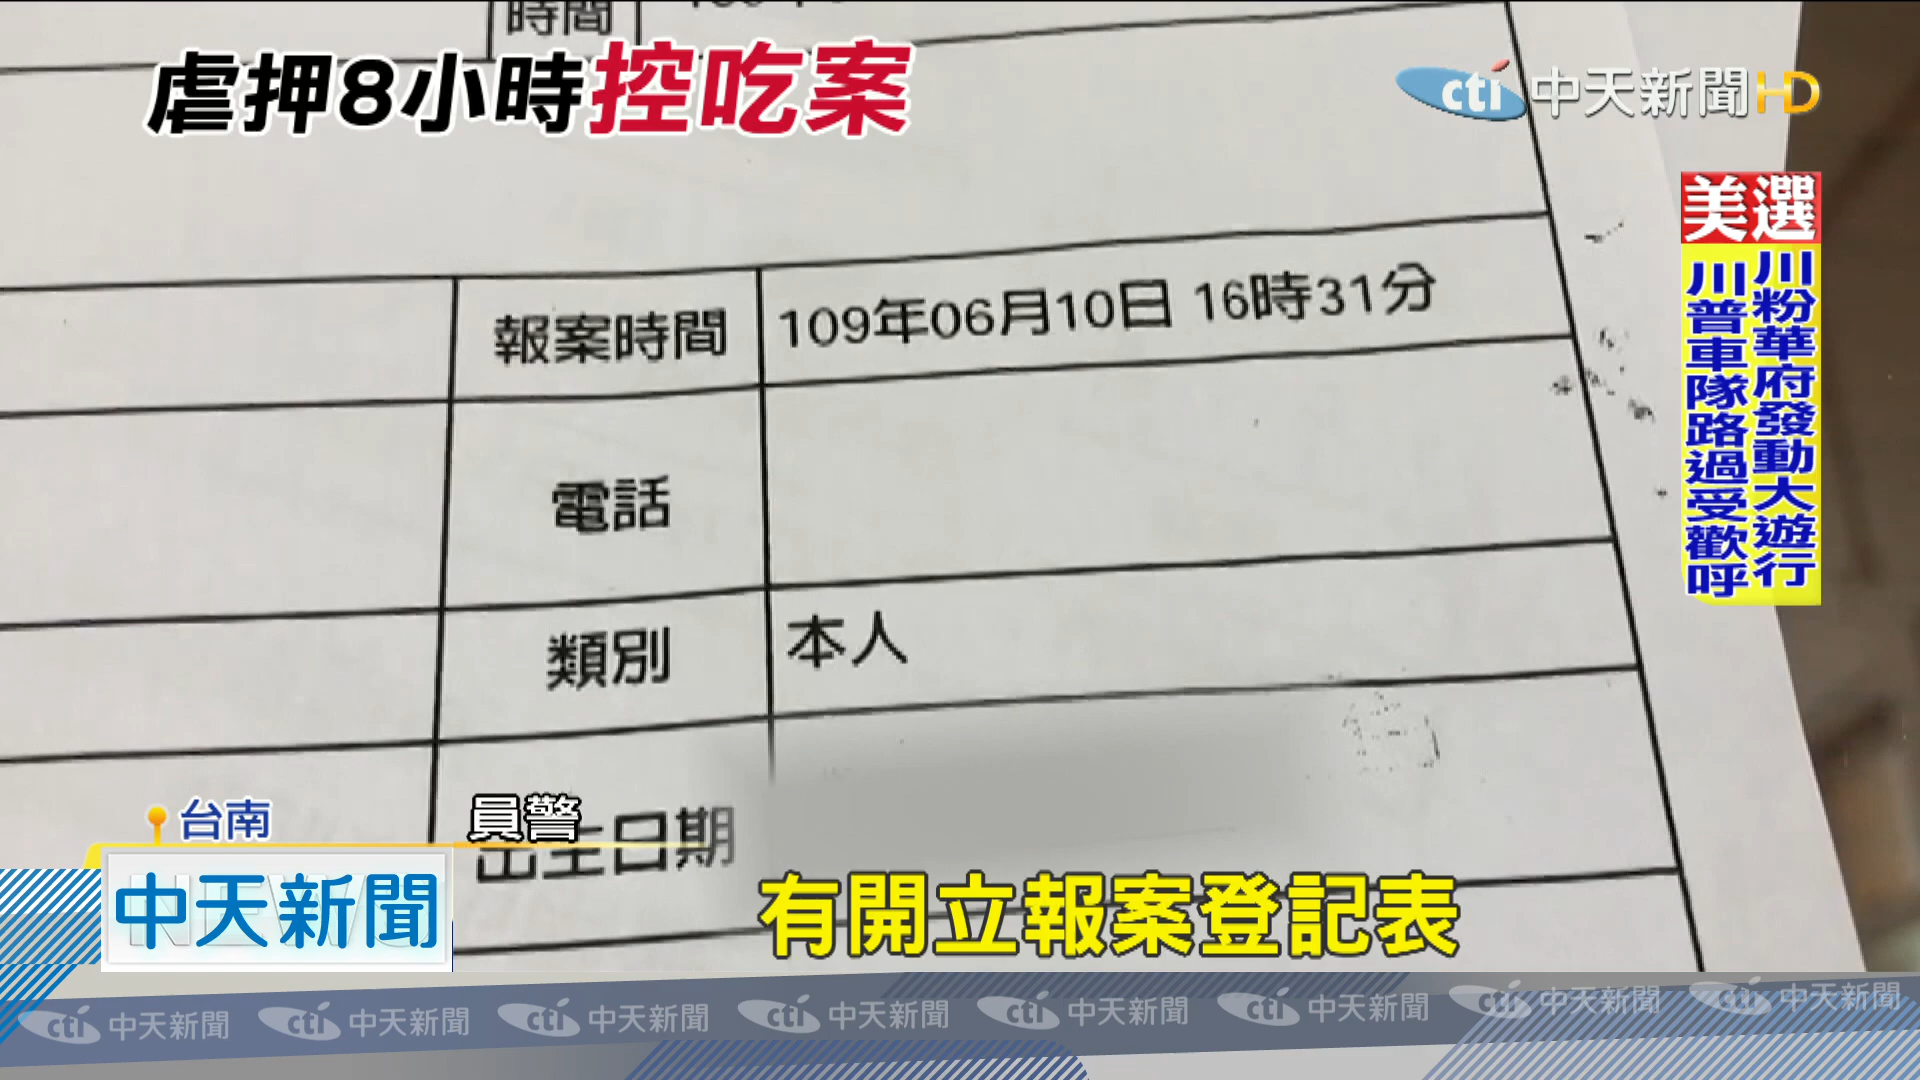 時間
虐押8小時控吃案
cti 中天新聞HD
美選
川粉華府發動大遊行
川普車隊路過受歡呼
報案時間 109年06月10日 16時31分
電話
類別 本人
出生日期
台南
員警
中天新聞
有開立報案登記表
cti 中天新聞 cti 中天新聞 cti 中天新聞 cti 中天新聞 cti 中天新聞 cti 中天新聞 cti 中天新聞 cti 中天新聞